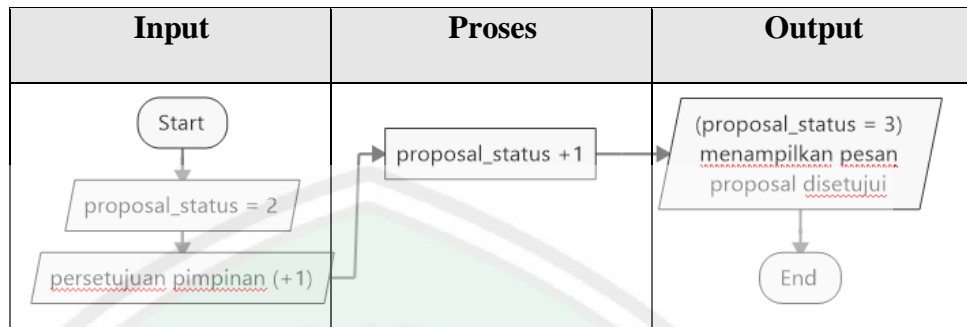 Input
Proses
Output
Start
proposal_status = 2
persetujuan pimpinan (+1)
proposal_status +1
(proposal_status = 3)
menampilkan pesan
proposal disetujui
End